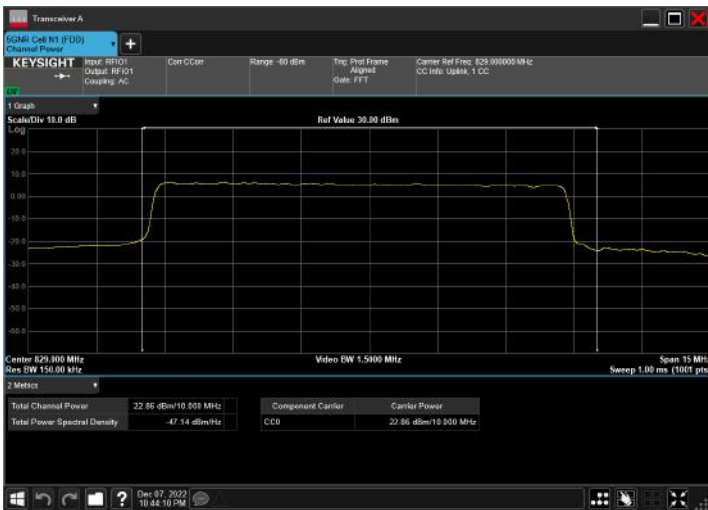 Transceiver A
5GNR Cell N1 (FDD)
Channel Power
KEYSIGHT
Input: RFIO1
Output: RFIO1
Coupling: AC
Corr CCorr
Range: -60 dBm
Trig: Prot Frame
Aligned
Gate: FFT
Carrier Ref Freq: 829.000000 MHz
CC Info: Uplink, 1 CC
1 Graph
Scale/Div 10.0 dB
Ref Value 30.00 dBm
Log
20.0
10.0
0.00
-10.0
-20.0
-30.0
-40.0
-50.0
-60.0
Center 829.000 MHz
Video BW 1.5000 MHz
Span 15 MHz
Res BW 150.00 kHz
Sweep 1.00 ms (1001 pts
2 Metrics
Total Channel Power 22.86 dBm/10.000 MHz
Total Power Spectral Density -47.14 dBm/Hz
Component Carrier Carrier Power
CC0 22.86 dBm/10.000 MHz
?
Dec 07, 2022
10:44:10 PM